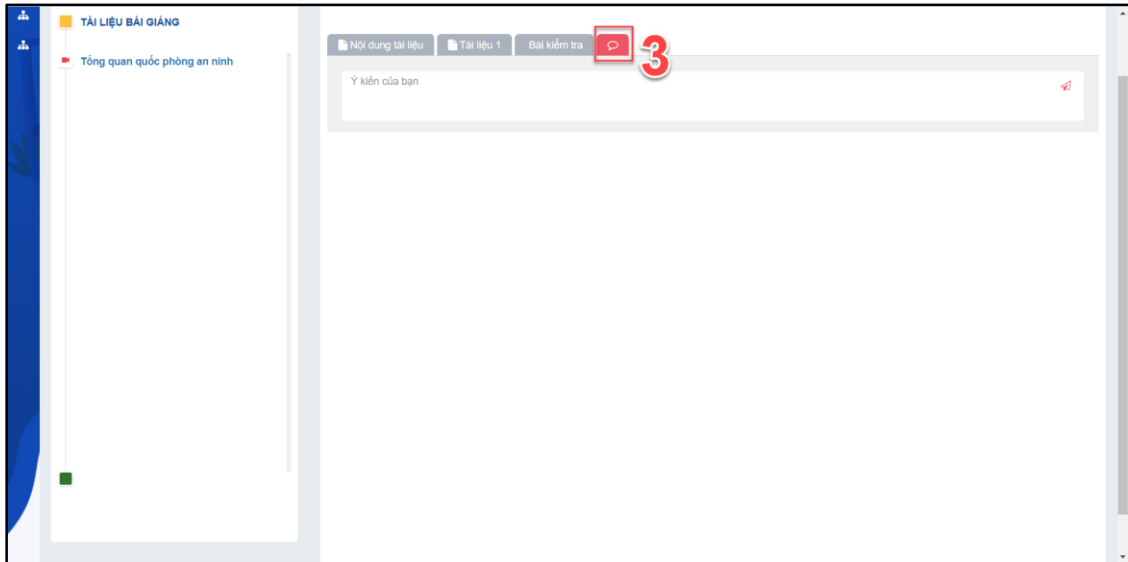 TÀI LIỆU BÀI GIẢNG
Tổng quan quốc phòng an ninh
Nội dung tài liệu
Tài liệu 1
Bài kiểm tra
3
Ý kiến của bạn